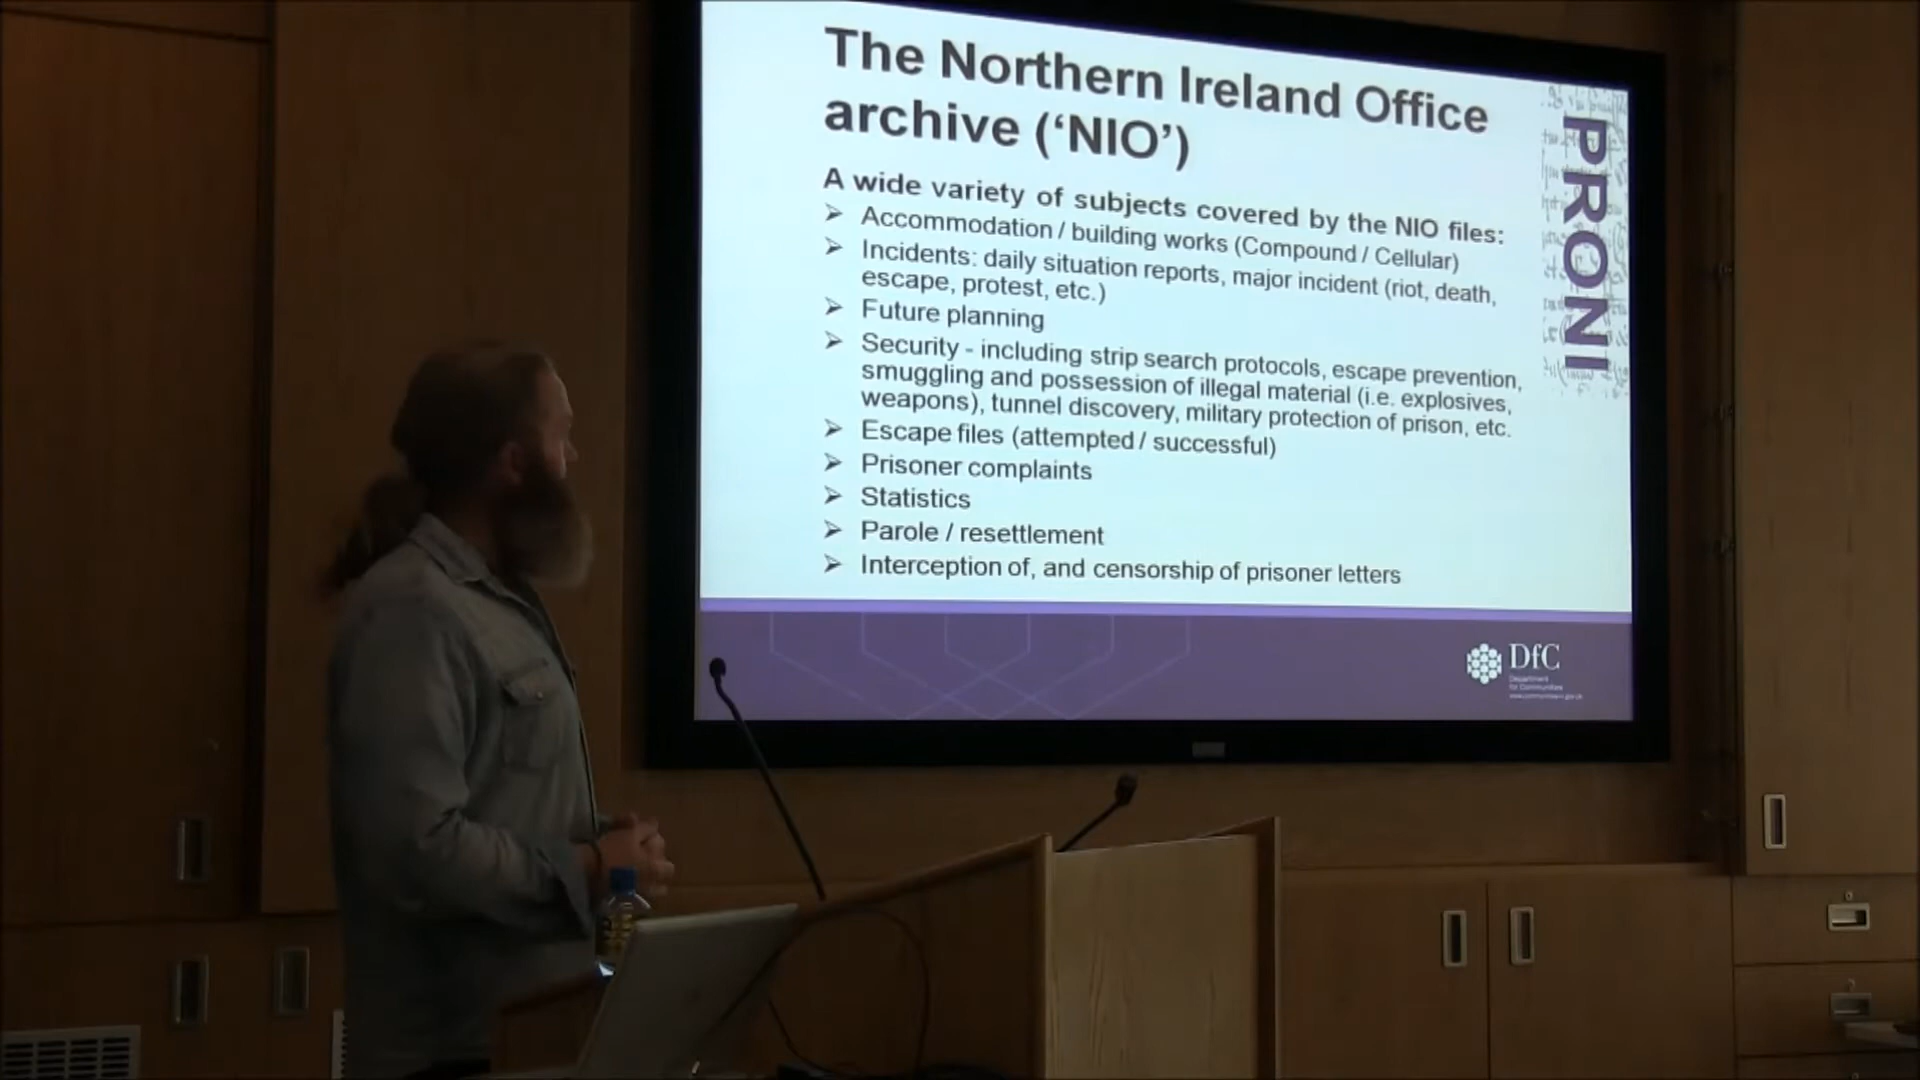 The Northern Ireland Office
archive (‘NIO’)
A wide variety of subjects covered by the NIO files:
➢ Accommodation / building works (Compound / Cellular)
➢ Incidents: daily situation reports, major incident (riot, death,
escape, protest, etc.)
➢ Future planning
➢ Security - including strip search protocols, escape prevention,
smuggling and possession of illegal material (i.e. explosives,
weapons), tunnel discovery, military protection of prison, etc.
➢ Escape files (attempted / successful)
➢ Prisoner complaints
➢ Statistics
➢ Parole / resettlement
➢ Interception of, and censorship of prisoner letters
PRONI
DfC
Department
for Communities